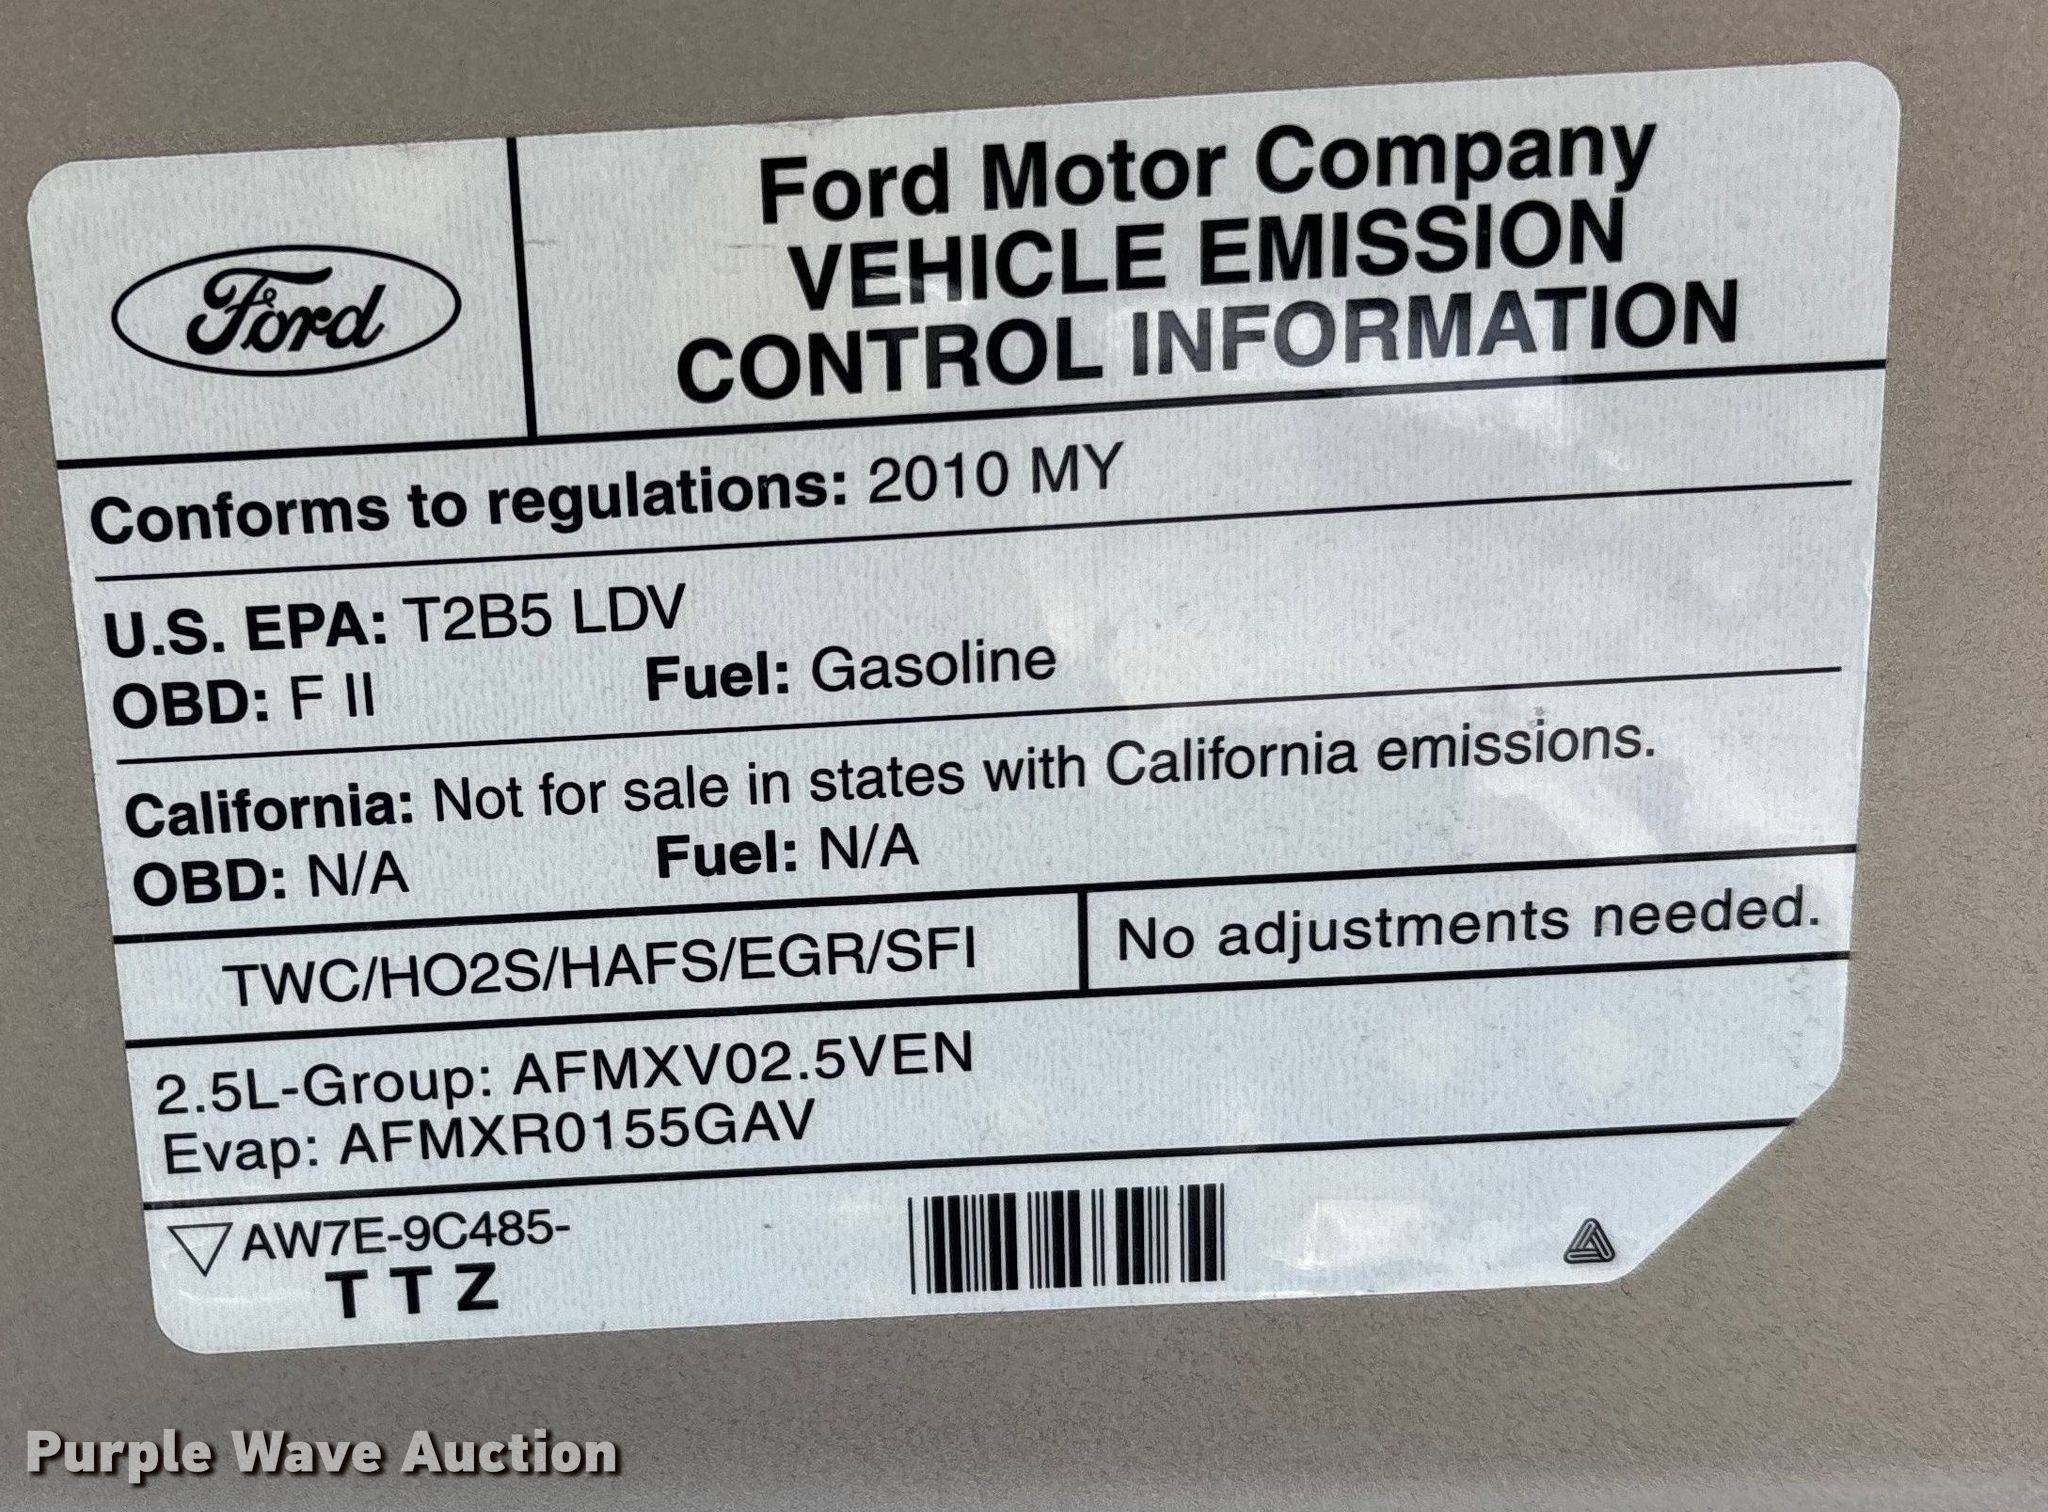 Ford
Ford Motor Company
VEHICLE EMISSION
CONTROL INFORMATION
Conforms to regulations: 2010 MY
U.S. EPA: T2B5 LDV
OBD: F II Fuel: Gasoline
California: Not for sale in states with California emissions.
OBD: N/A Fuel: N/A
TWC/HO2S/HAFS/EGR/SFI
No adjustments needed.
2.5L-Group: AFMXV02.5VEN
Evap: AFMXR0155GAV
AW7E-9C485-
T T Z
Purple Wave Auction